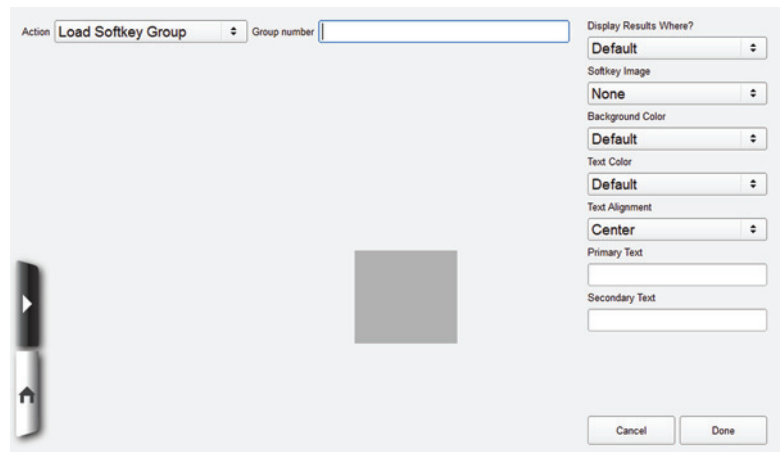 Action Load Softkey Group Group number
Display Results Where?
Default
Softkey Image
None
Background Color
Default
Text Color
Default
Text Alignment
Center
Primary Text
Secondary Text
Cancel Done